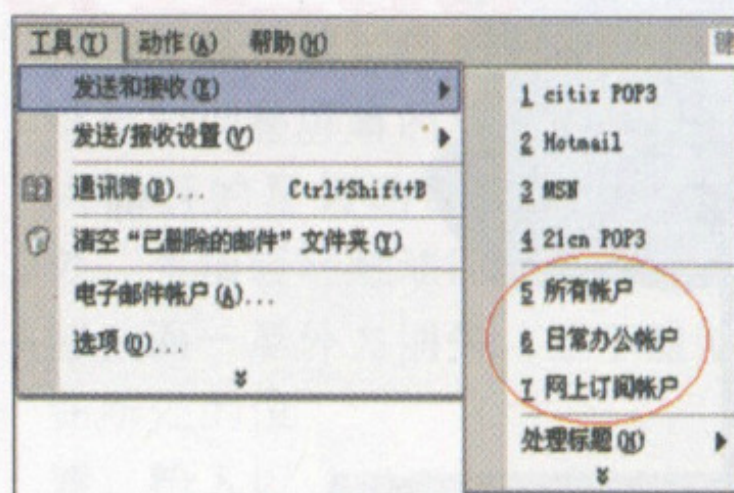 工具(T) 动作(A) 帮助(H)
发送和接收(E)
发送/接收设置(V)
通讯簿(B)... Ctrl+Shift+B
清空“已删除的邮件”文件夹(Y)
电子邮件帐户(A)...
选项(O)...
1 citiz POP3
2 Hotmail
3 MSN
4 21cn POP3
5 所有帐户
6 日常办公帐户
7 网上订阅帐户
处理标题(H)